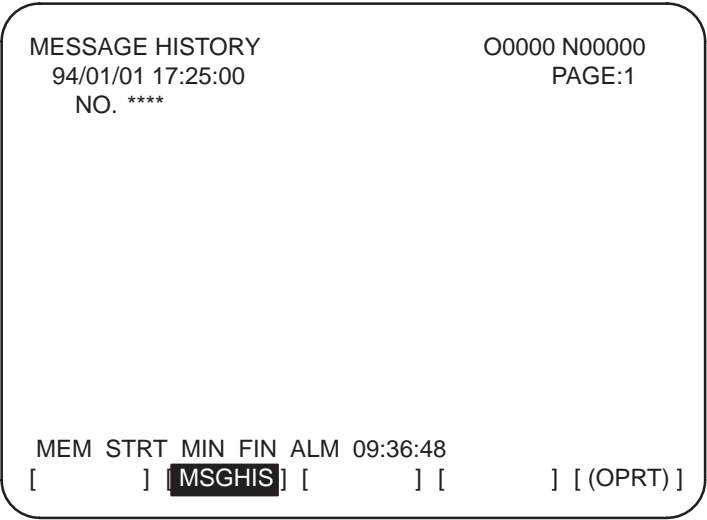 MESSAGE HISTORY O0000 N00000
94/01/01 17:25:00 PAGE:1
NO. ****
MEM STRT MIN FIN ALM 09:36:48
[ ] [ MSGHIS ] [ ] [ ] [ (OPRT) ]